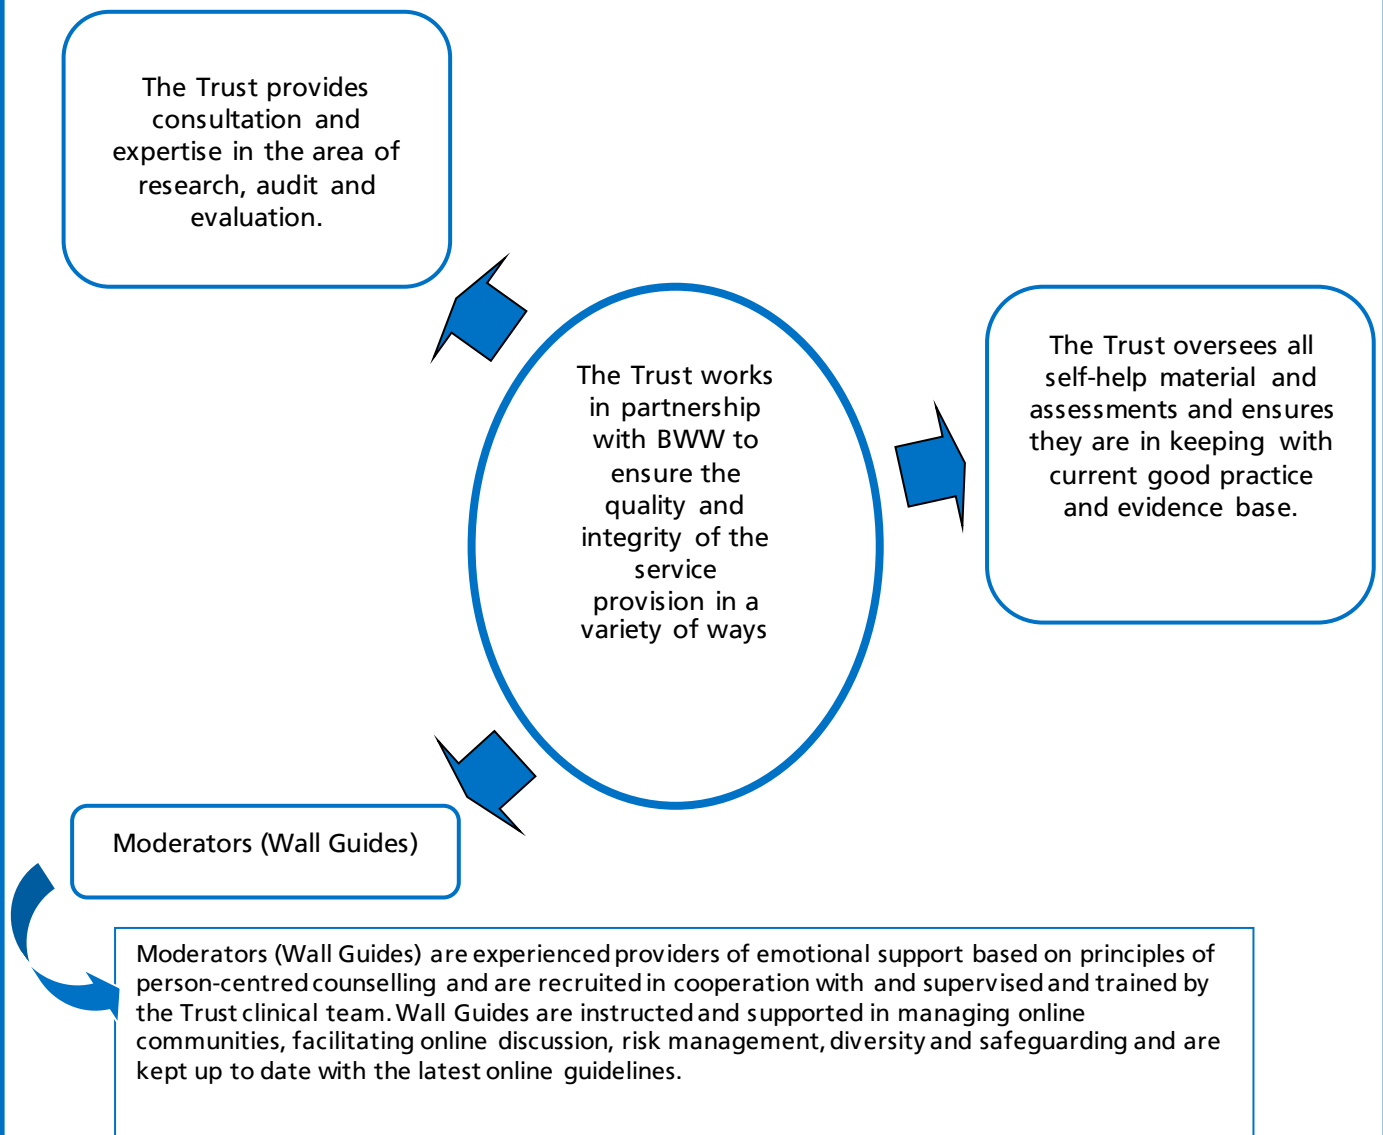 The Trust provides
consultation and
expertise in the area of
research, audit and
evaluation.
The Trust works
in partnership
with BWW to
ensure the
quality and
integrity of the
service
provision in a
variety of ways
The Trust oversees all
self-help material and
assessments and ensures
they are in keeping with
current good practice
and evidence base.
Moderators (Wall Guides)
Moderators (Wall Guides) are experienced providers of emotional support based on principles of
person-centred counselling and are recruited in cooperation with and supervised and trained by
the Trust clinical team. Wall Guides are instructed and supported in managing online
communities, facilitating online discussion, risk management, diversity and safeguarding and are
kept up to date with the latest online guidelines.